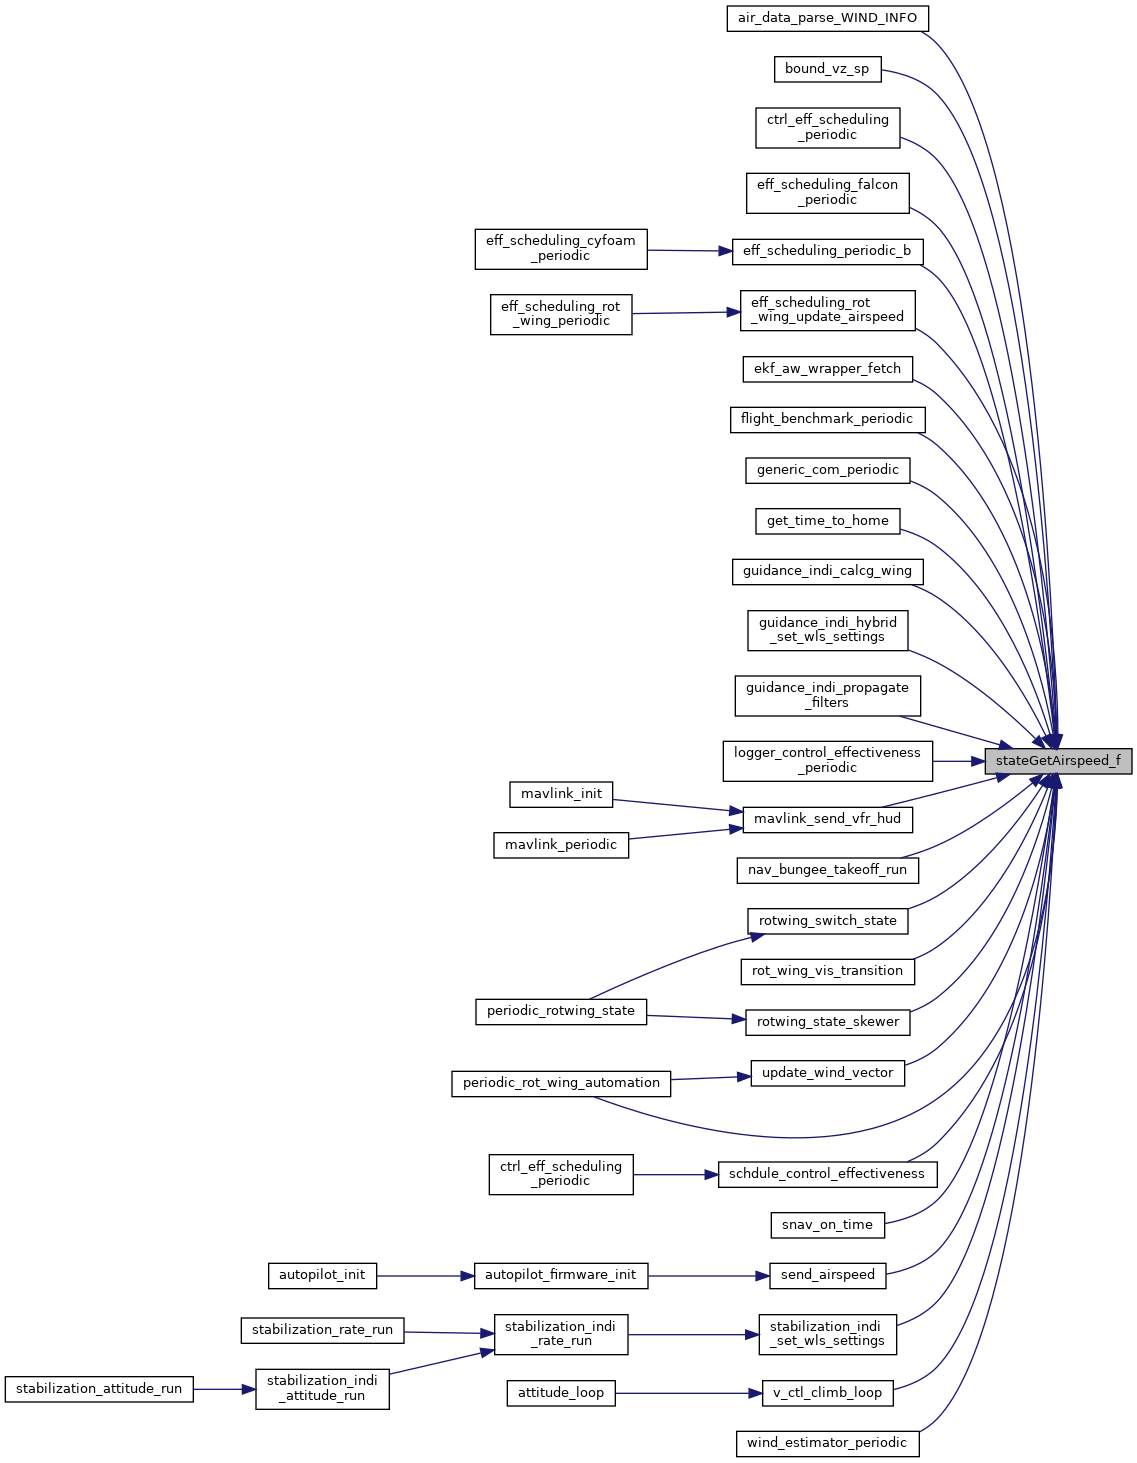 air_data_parse_WIND_INFO
bound_vz_sp
ctrl_eff_scheduling
_periodic
eff_scheduling_falcon
_periodic
eff_scheduling_cyfoam
_periodic
eff_scheduling_periodic_b
eff_scheduling_rot
_wing_periodic
eff_scheduling_rot
_wing_update_airspeed
ekf_aw_wrapper_fetch
flight_benchmark_periodic
generic_com_periodic
get_time_to_home
guidance_indi_calcg_wing
guidance_indi_hybrid
_set_wls_settings
guidance_indi_propagate
_filters
logger_control_effectiveness
_periodic
stateGetAirspeed_f
mavlink_init
mavlink_send_vfr_hud
mavlink_periodic
nav_bungee_takeoff_run
rotwing_switch_state
rot_wing_vis_transition
periodic_rotwing_state
rotwing_state_skewer
update_wind_vector
periodic_rot_wing_automation
ctrl_eff_scheduling
_periodic
schdule_control_effectiveness
snav_on_time
autopilot_init
autopilot_firmware_init
send_airspeed
stabilization_rate_run
stabilization_indi
_rate_run
stabilization_indi
_set_wls_settings
stabilization_attitude_run
stabilization_indi
_attitude_run
attitude_loop
v_ctl_climb_loop
wind_estimator_periodic